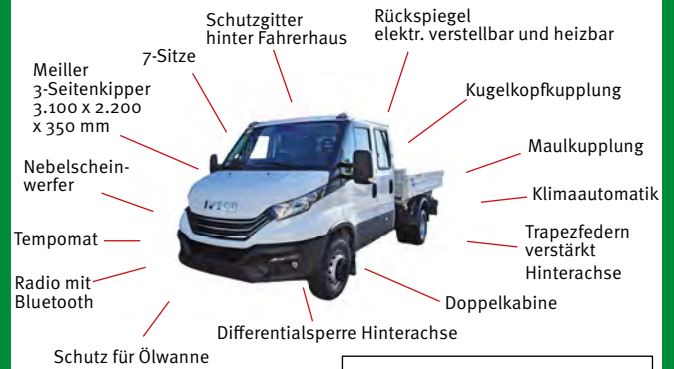 Schutzgitter
hinter Fahrerhaus
Rückspiegel
elektr. verstellbar und heizbar
7-Sitze
Meiller
3-Seitenkipper
3.100 x 2.200
x 350 mm
Kugelkopfkupplung
Maulkupplung
Nebelschein-
werfer
Klimaautomatik
IVECO
Tempomat
Trapezfedern
verstärkt
Hinterachse
Radio mit
Bluetooth
Doppelkabine
Differentialsperre Hinterachse
Schutz für Ölwanne